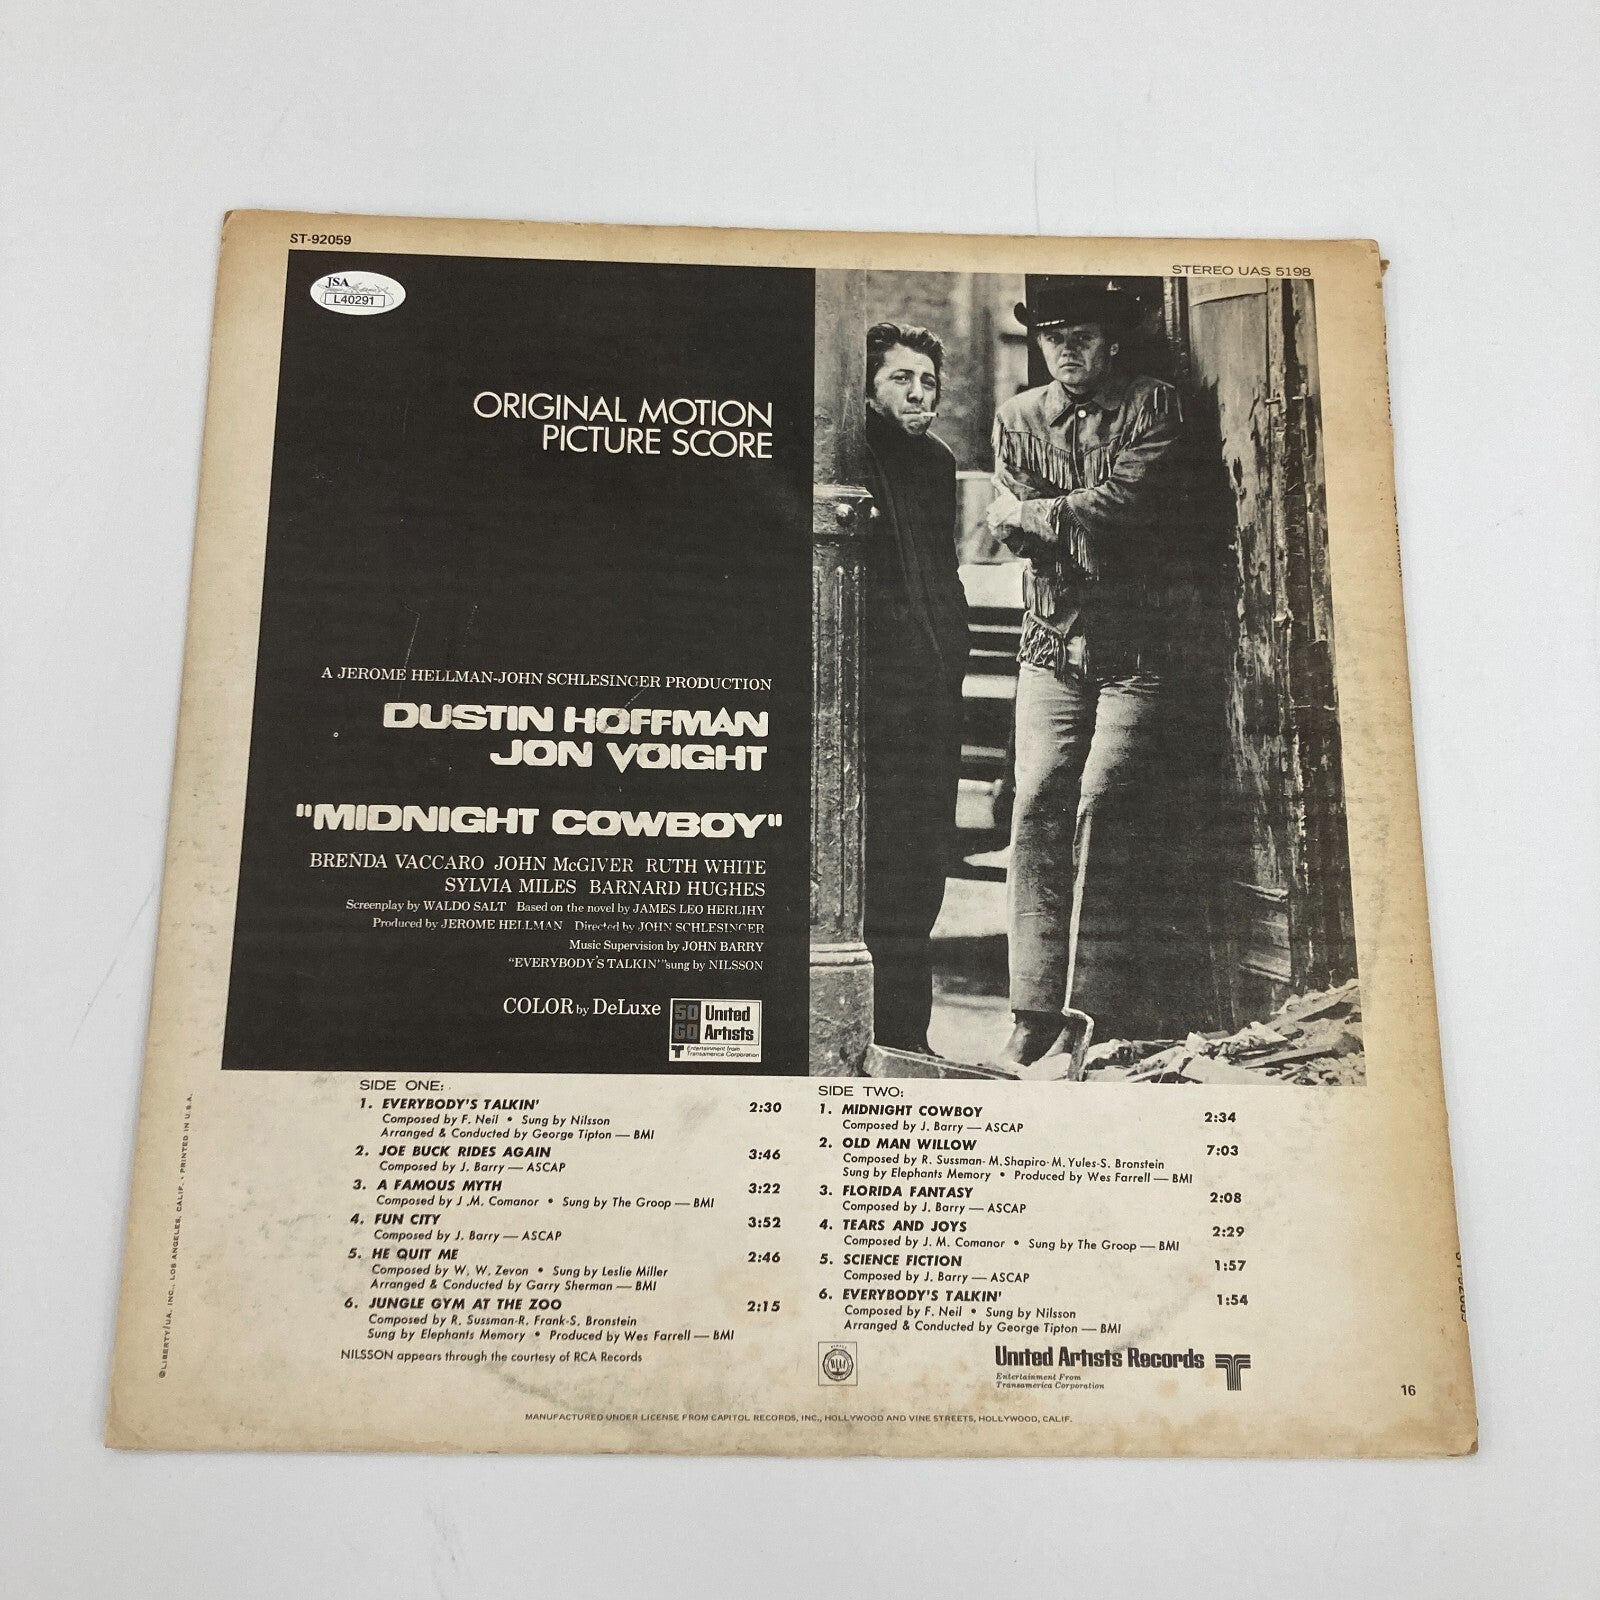 ST-92059
STEREO UAS 5198
JSA
L40291
ORIGINAL MOTION
PICTURE SCORE
A JEROME HELLMAN-JOHN SCHLESINGER PRODUCTION
DUSTIN HOFFMAN
JON VOIGHT
"MIDNIGHT COWBOY"
BRENDA VACCARO JOHN McGIVER RUTH WHITE
SYLVIA MILES BARNARD HUGHES
Screenplay by WALDO SALT Based on the novel by JAMES LEO HERLIHY
Produced by JEROME HELLMAN Directed by JOHN SCHLESINGER
Music Supervision by JOHN BARRY
"EVERYBODY'S TALKIN'" sung by NILSSON
COLOR by DeLuxe
50
GO
United
Artists
T Entertainment from
Transamerica Corporation
SIDE ONE:
1. EVERYBODY'S TALKIN' 2:30
Composed by F. Neil • Sung by Nilsson
Arranged & Conducted by George Tipton — BMI
2. JOE BUCK RIDES AGAIN 3:46
Composed by J. Barry — ASCAP
3. A FAMOUS MYTH 3:22
Composed by J .M. Comanor • Sung by The Groop — BMI
4. FUN CITY 3:52
Composed by J. Barry — ASCAP
5. HE QUIT ME 2:46
Composed by W. W. Zevon • Sung by Leslie Miller
Arranged & Conducted by Garry Sherman — BMI
6. JUNGLE GYM AT THE ZOO 2:15
Composed by R. Sussman-R. Frank-S. Bronstein
Sung by Elephants Memory • Produced by Wes Farrell — BMI
NILSSON appears through the courtesy of RCA Records
SIDE TWO:
1. MIDNIGHT COWBOY 2:34
Composed by J. Barry — ASCAP
2. OLD MAN WILLOW 7:03
Composed by R. Sussman- M. Shapiro- M. Yules-S. Bronstein
Sung by Elephants Memory • Produced by Wes Farrell — BMI
3. FLORIDA FANTASY 2:08
Composed by J. Barry — ASCAP
4. TEARS AND JOYS 2:29
Composed by J. M. Comanor • Sung by The Groop — BMI
5. SCIENCE FICTION 1:57
Composed by J. Barry — ASCAP
6. EVERYBODY'S TALKIN' 1:54
Composed by F. Neil • Sung by Nilsson
Arranged & Conducted by George Tipton — BMI
United Artists Records
Entertainment From
Transamerica Corporation
16
MANUFACTURED UNDER LICENSE FROM CAPITOL RECORDS, INC., HOLLYWOOD AND VINE STREETS, HOLLYWOOD, CALIF.
©LIBERTY/UA, INC., LOS ANGELES, CALIF. • PRINTED IN U.S.A.
ST-92059